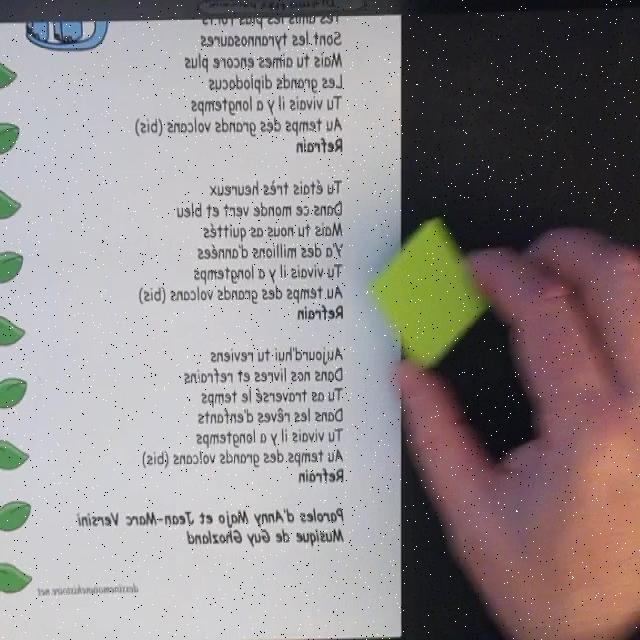 Tes amis les plus forts
Sont les tyrannosaures
Mais tu aimes encore plus
Les grands diplodocus
Tu vivais il y a longtemps
Au temps des grands volcans (bis)
Refrain
Tu étais très heureux
Dans ce monde vert et bleu
Mais tu nous as quittés
Y'a des millions d'années
Tu vivais il y a longtemps
Au temps des grands volcans (bis)
Refrain
Aujourd'hui tu reviens
Dans nos livres et refrains
Tu as traversé le temps
Dans les rêves d'enfants
Tu vivais il y a longtemps
Au temps des grands volcans (bis)
Refrain
Paroles d'Anny Majo et Jean-Marc Versini
Musique de Guy Ghozland